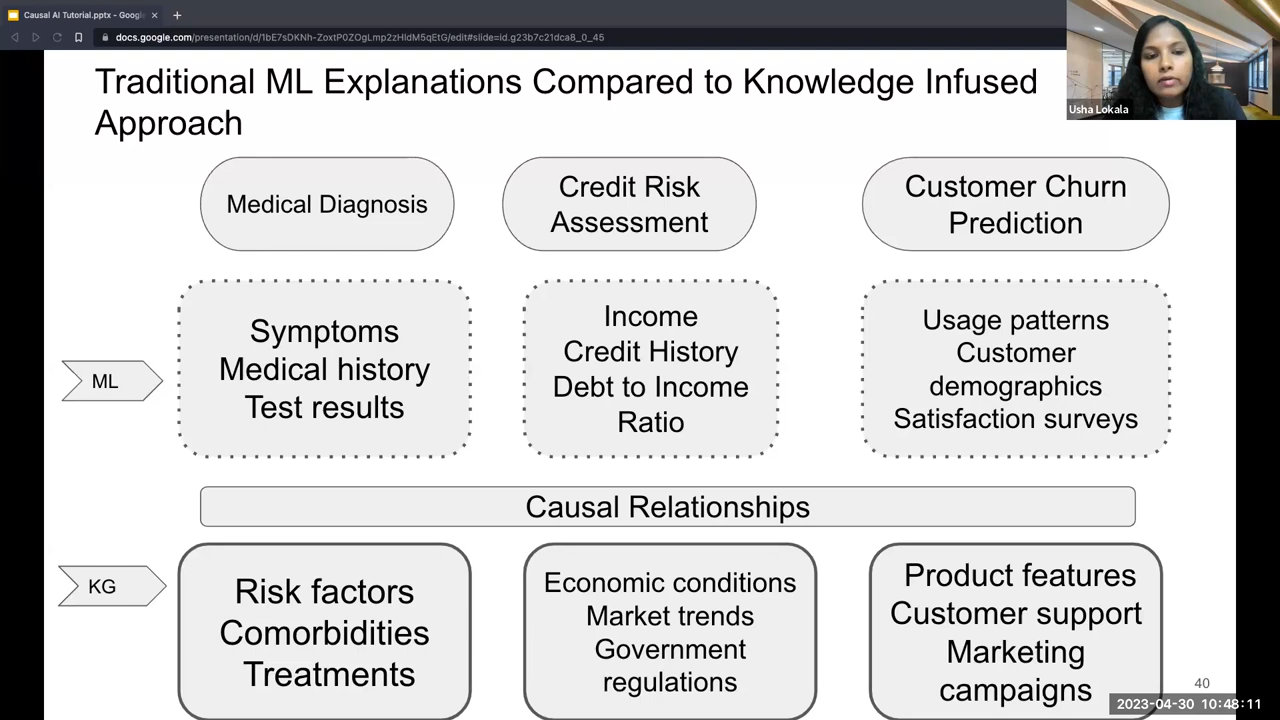 Causal AI Tutorial.pptx - Google
docs.google.com/presentation/d/1bE7sDKNh-ZoxtP0ZOgLmp2zHldM5qEtG/edit#slide=id.g23b7c21dca8_0_45
Usha Lokala
Traditional ML Explanations Compared to Knowledge Infused
Approach
Medical Diagnosis
Credit Risk
Assessment
Customer Churn
Prediction
ML
Symptoms
Medical history
Test results
Income
Credit History
Debt to Income
Ratio
Usage patterns
Customer
demographics
Satisfaction surveys
Causal Relationships
KG
Risk factors
Comorbidities
Treatments
Economic conditions
Market trends
Government
regulations
Product features
Customer support
Marketing
campaigns
40
2023-04-30 10:48:11